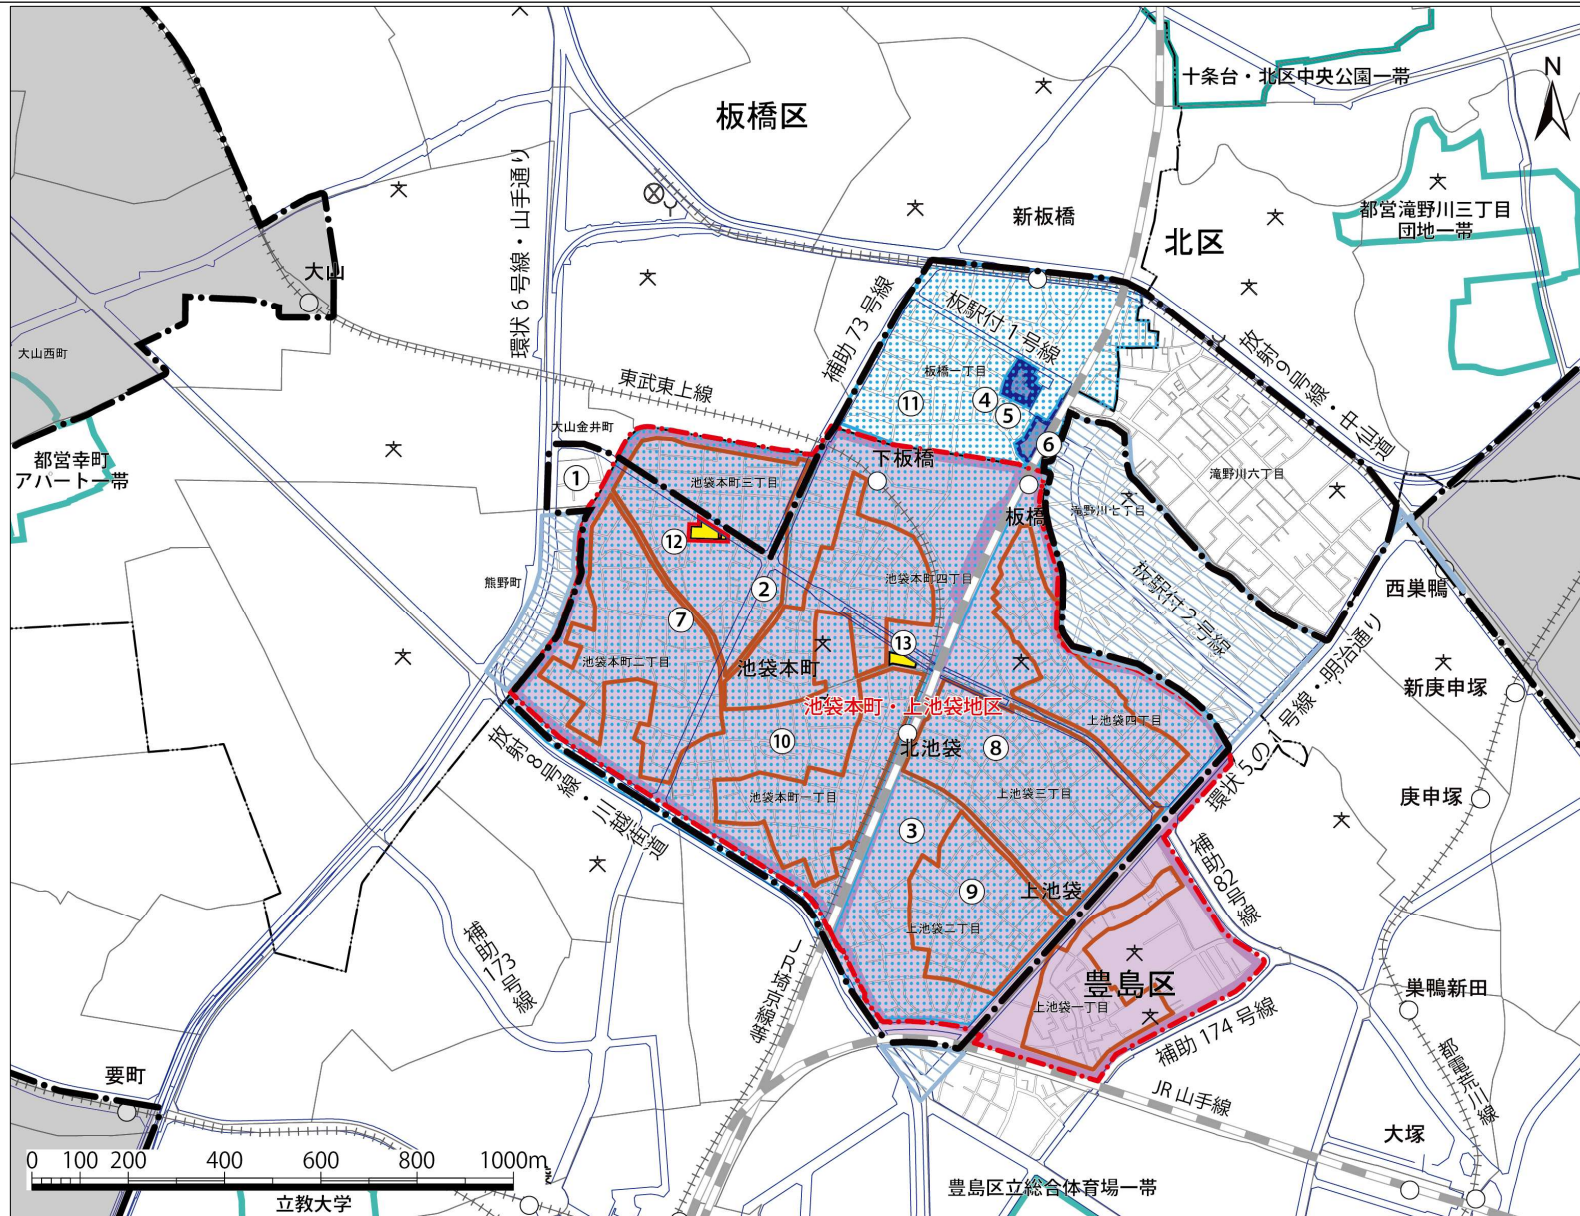 十条台・北区中央公園一帯
N
板橋区
環状6号線・山手通り
都営滝野川三丁目
団地一帯
新板橋
北区
大山
補助73号線
板駅付1号線
放射9号線・中仙道
大山西町
東武東上線
板橋一丁目
④
⑪
⑤
大山金井町
⑥
都営幸町
アパート一帯
下板橋
①
池袋本町三丁目
滝野川六丁目
板橋
滝野川七丁目
⑫
熊野町
②
池袋本町四丁目
板駅付2号線
西巣鴨
⑦
⑬
池袋本町二丁目
池袋本町
新庚申塚
池袋本町・上池袋地区
上池袋四丁目
⑩
北池袋
⑧
環状5の1号線・明治通り
放射8号線・川越街道
池袋本町一丁目
上池袋三丁目
庚申塚
③
補助82号線
⑨
上池袋
上池袋二丁目
補助173号線
JR埼京線等
豊島区
上池袋一丁目
巣鴨新田
補助174号線
要町
JR山手線
都電荒川線
大塚
0 100 200 400 600 800 1000m
豊島区立総合体育場一帯
立教大学